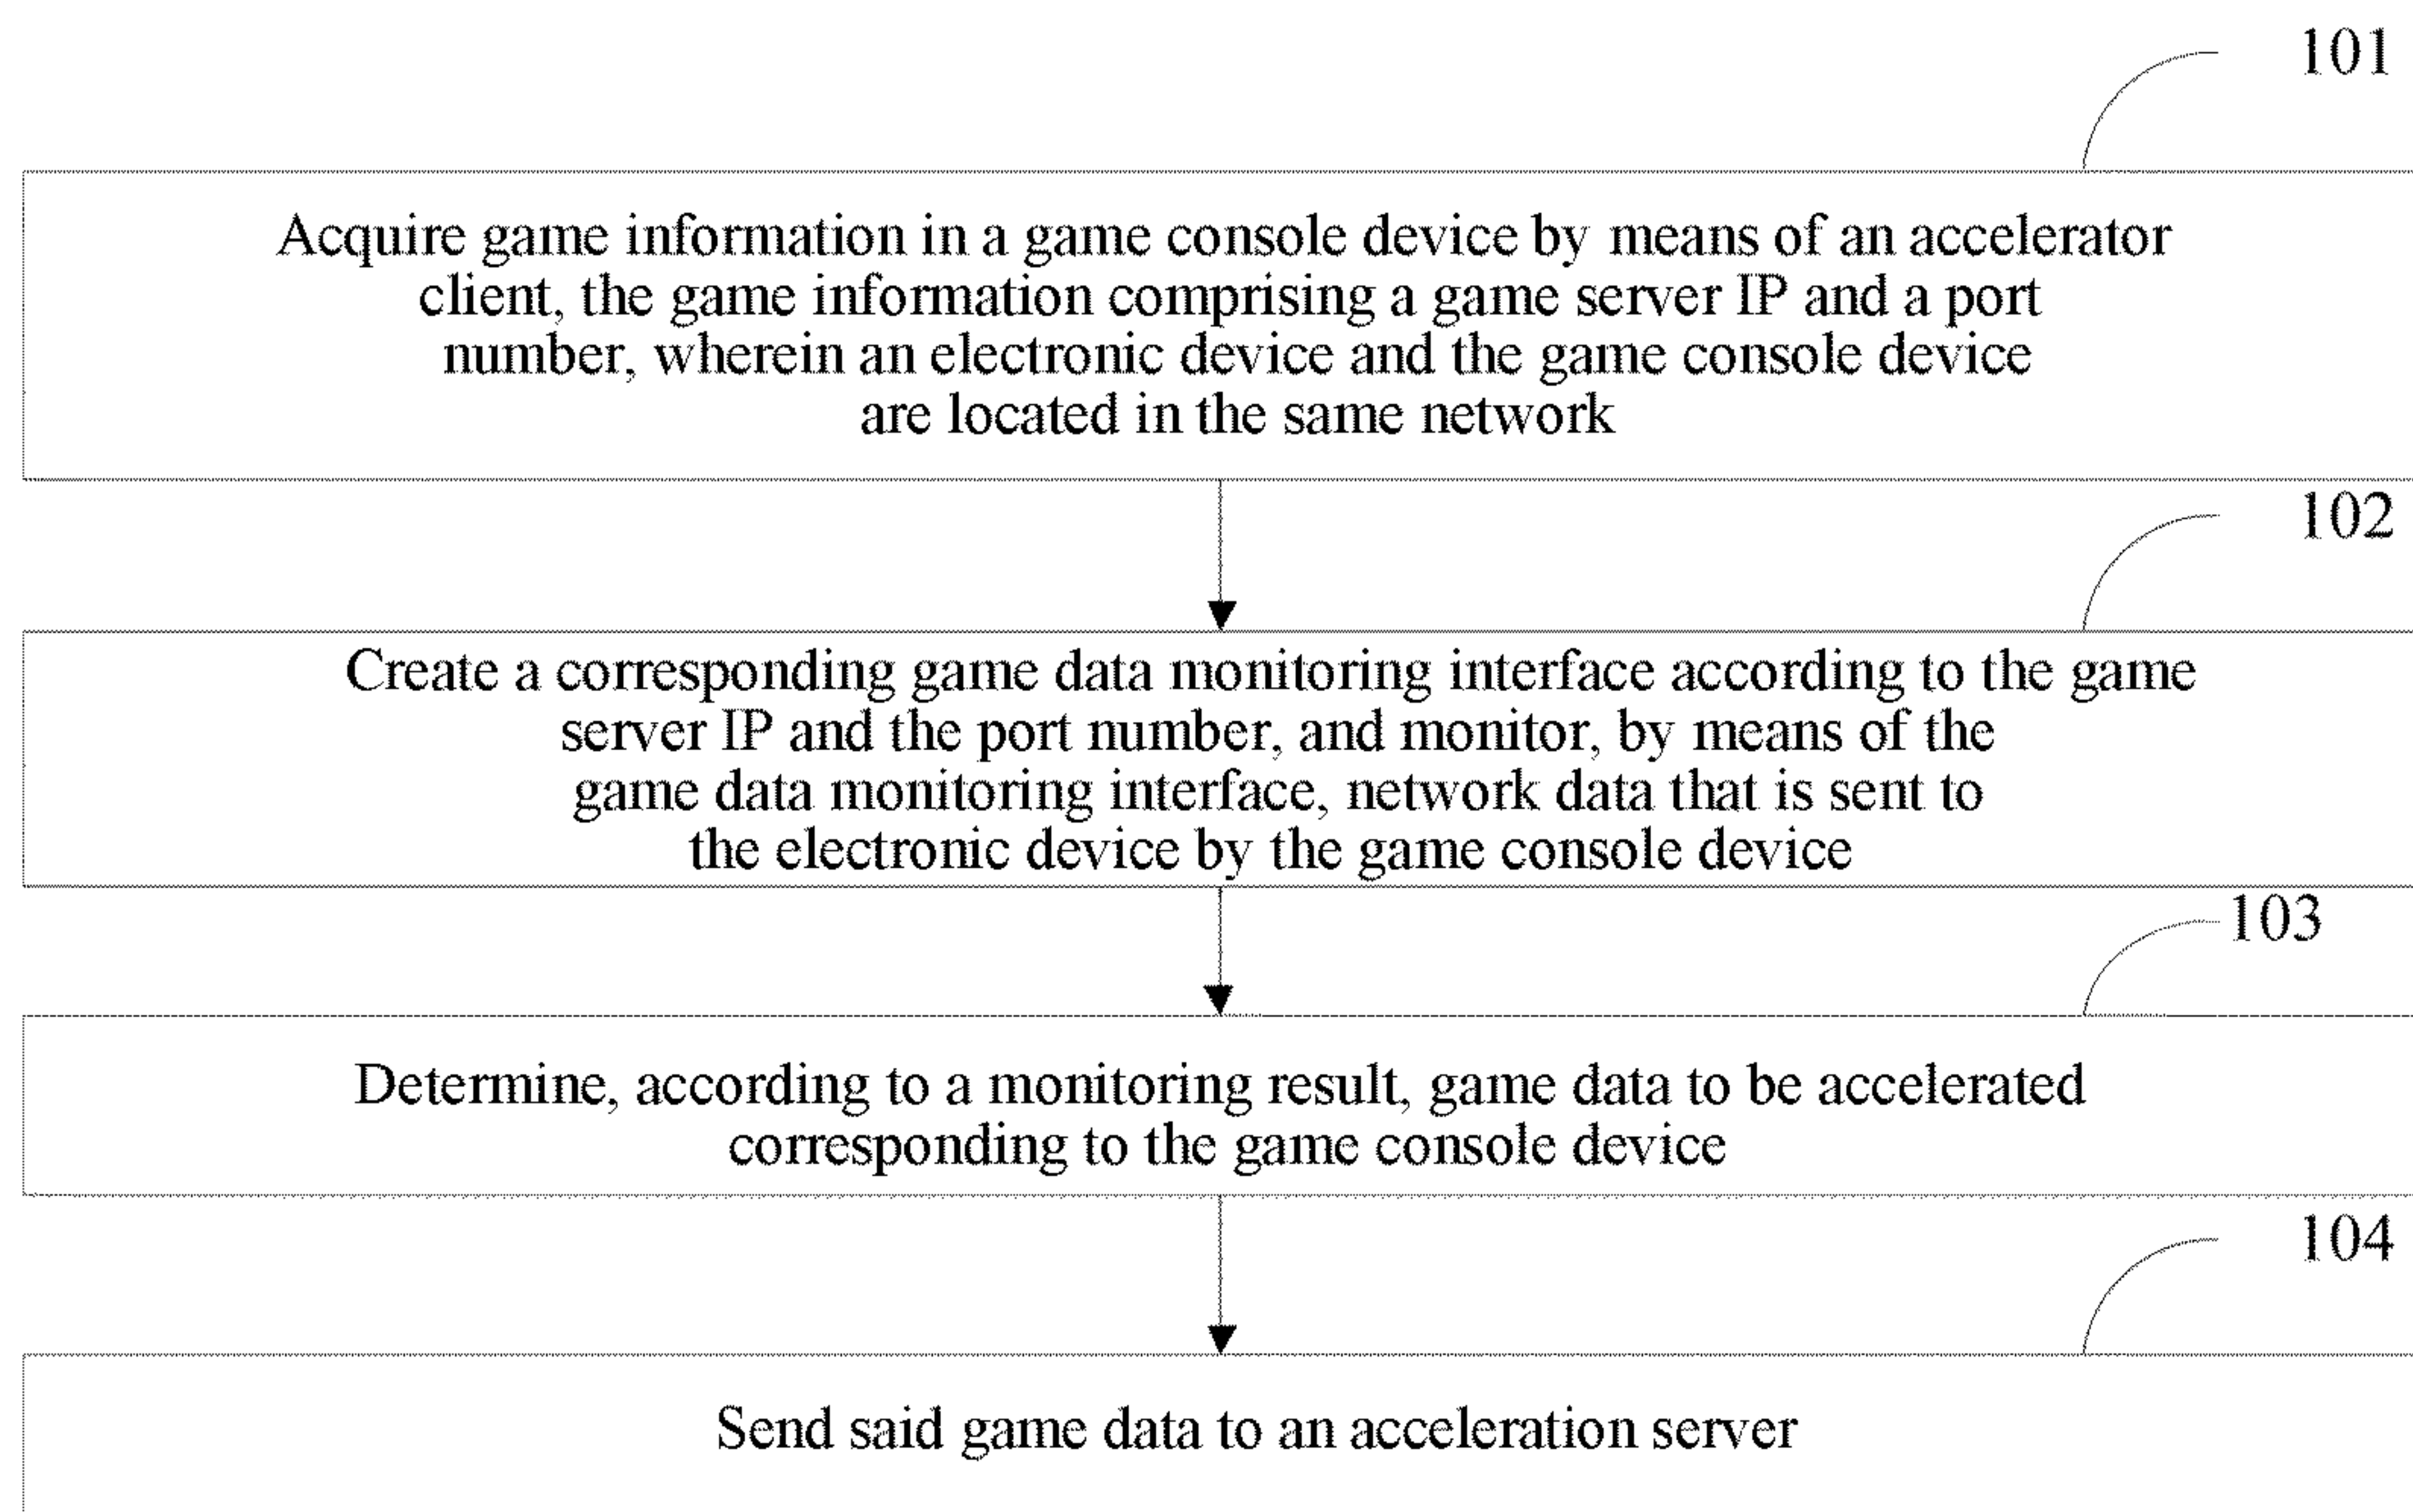 101
Acquire game information in a game console device by means of an accelerator
client, the game information comprising a game server IP and a port
number, wherein an electronic device and the game console device
are located in the same network
102
Create a corresponding game data monitoring interface according to the game
server IP and the port number, and monitor, by means of the
game data monitoring interface, network data that is sent to
the electronic device by the game console device
103
Determine, according to a monitoring result, game data to be accelerated
corresponding to the game console device
104
Send said game data to an acceleration server